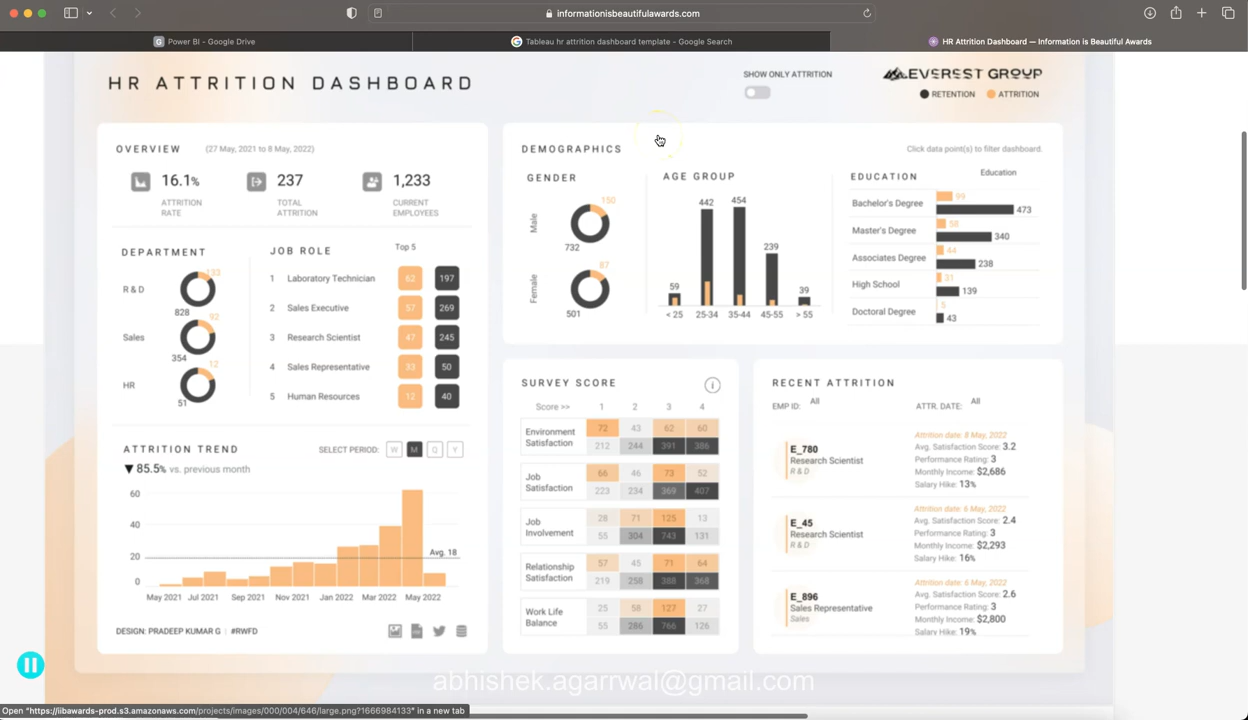 informationisbeautifulawards.com
Power BI - Google Drive
Tableau hr attrition dashboard template - Google Search
HR Attrition Dashboard — Information is Beautiful Awards
HR ATTRITION DASHBOARD
SHOW ONLY ATTRITION
EVEREST GROUP
RETENTION ATTRITION
OVERVIEW (27 May, 2021 to 8 May, 2022)
16.1% 237 1,233
ATTRITION RATE
TOTAL ATTRITION
CURRENT EMPLOYEES
DEPARTMENT
R & D 133 828
Sales 92 354
HR 12 51
JOB ROLE Top 5
1 Laboratory Technician 62 197
2 Sales Executive 57 269
3 Research Scientist 47 245
4 Sales Representative 33 50
5 Human Resources 12 40
ATTRITION TREND SELECT PERIOD: W M Q Y
▼ 85.5% vs. previous month
60
40
20
0
Avg. 18
May 2021 Jul 2021 Sep 2021 Nov 2021 Jan 2022 Mar 2022 May 2022
DESIGN: PRADEEP KUMAR G | #RWFD
DEMOGRAPHICS
Click data point(s) to filter dashboard.
GENDER
Male 150 732
Female 87 501
AGE GROUP
59 442 454 239 39
< 25 25-34 35-44 45-55 > 55
EDUCATION Education
Bachelor's Degree 99 473
Master's Degree 58 340
Associates Degree 44 238
High School 31 139
Doctoral Degree 5 43
SURVEY SCORE
Score >> 1 2 3 4
Environment Satisfaction
72 43 62 60
212 244 391 386
Job Satisfaction
66 46 73 52
223 234 369 407
Job Involvement
28 71 125 13
55 304 743 131
Relationship Satisfaction
57 45 71 64
219 258 388 368
Work Life Balance
25 58 127 27
55 286 766 126
RECENT ATTRITION
EMP ID: All ATTR. DATE: All
E_780
Research Scientist
R & D
Attrition date: 8 May, 2022
Avg. Satisfaction Score: 3.2
Performance Rating: 3
Monthly Income: $2,686
Salary Hike: 13%
E_45
Research Scientist
R & D
Attrition date: 6 May, 2022
Avg. Satisfaction Score: 2.4
Performance Rating: 3
Monthly Income: $2,293
Salary Hike: 16%
E_896
Sales Representative
Sales
Attrition date: 6 May, 2022
Avg. Satisfaction Score: 2.6
Performance Rating: 3
Monthly Income: $2,800
Salary Hike: 19%
abhishek.agarrwal@gmail.com
Open "https://iibawards-prod.s3.amazonaws.com/projects/images/000/004/646/large.png?1666984133" in a new tab